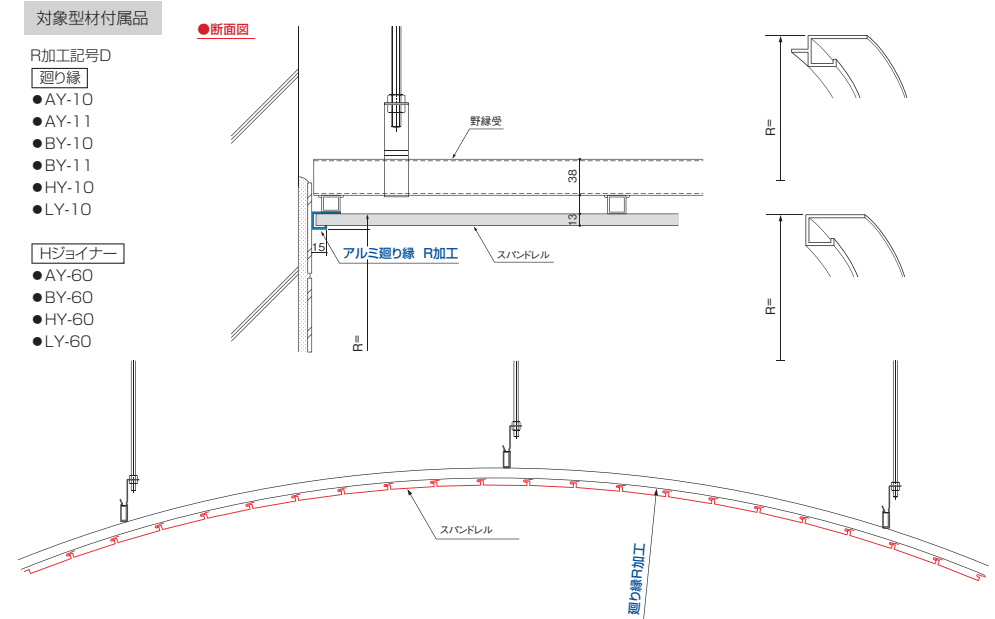 対象型材付属品
●断面図
R加工記号D
廻り縁
●AY-10
●AY-11
●BY-10
●BY-11
●HY-10
●LY-10
Hジョイナー
●AY-60
●BY-60
●HY-60
●LY-60
野縁受
38
13
15
アルミ廻り縁 R加工
スパンドレル
R=
R=
R=
スパンドレル
廻り縁R加工